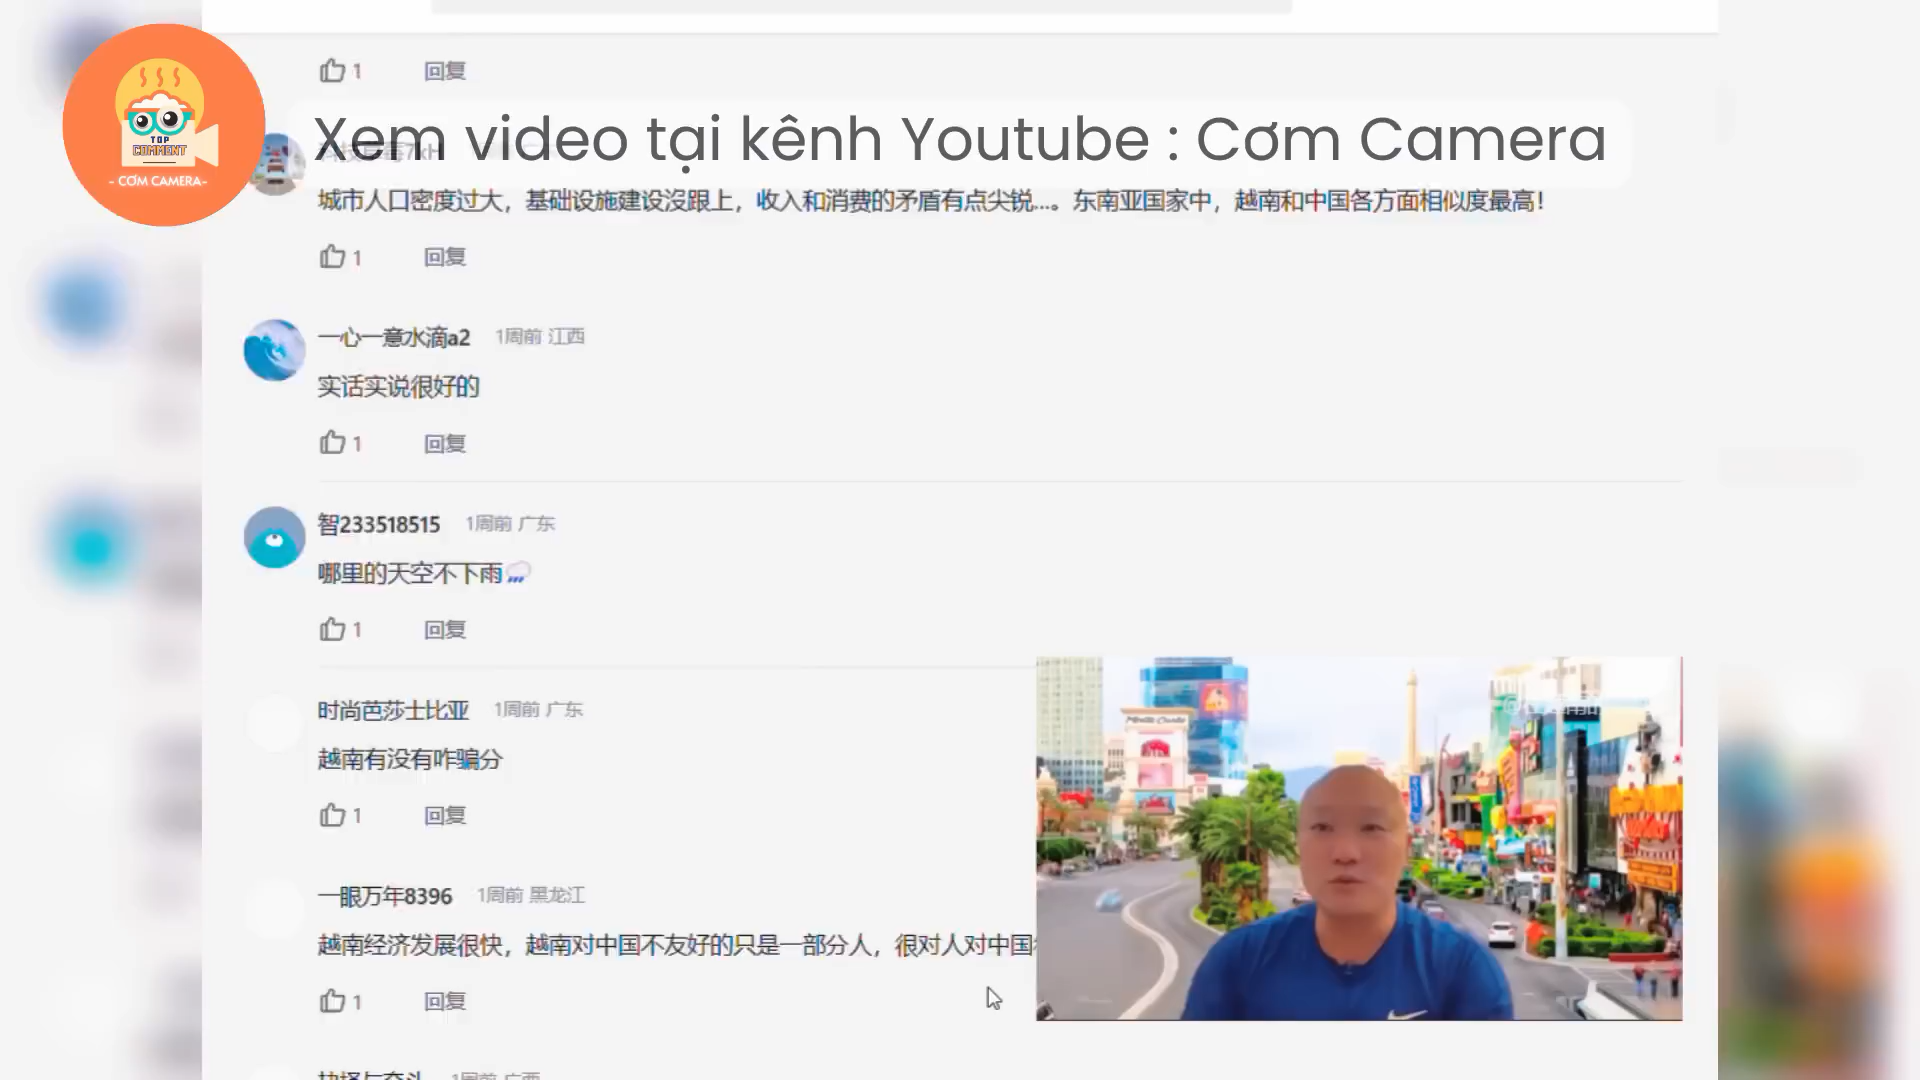 1 回复
TOP
COMMENT
- CƠM CAMERA-
Xem video tại kênh Youtube : Cơm Camera
城市人口密度过大，基础设施建设沒跟上，收入和消费的矛盾有点尖锐...。东南亚国家中，越南和中国各方面相似度最高！
1 回复
一心一意水滴a2 1周前 江西
实话实说很好的
1 回复
智233518515 1周前 广东
哪里的天空不下雨🌧
1 回复
时尚芭莎士比亚 1周前 广东
越南有没有咋骗分
1 回复
一眼万年8396 1周前 黑龙江
越南经济发展很快，越南对中国不友好的只是一部分人，很对人对中国
1 回复
1周前 广西